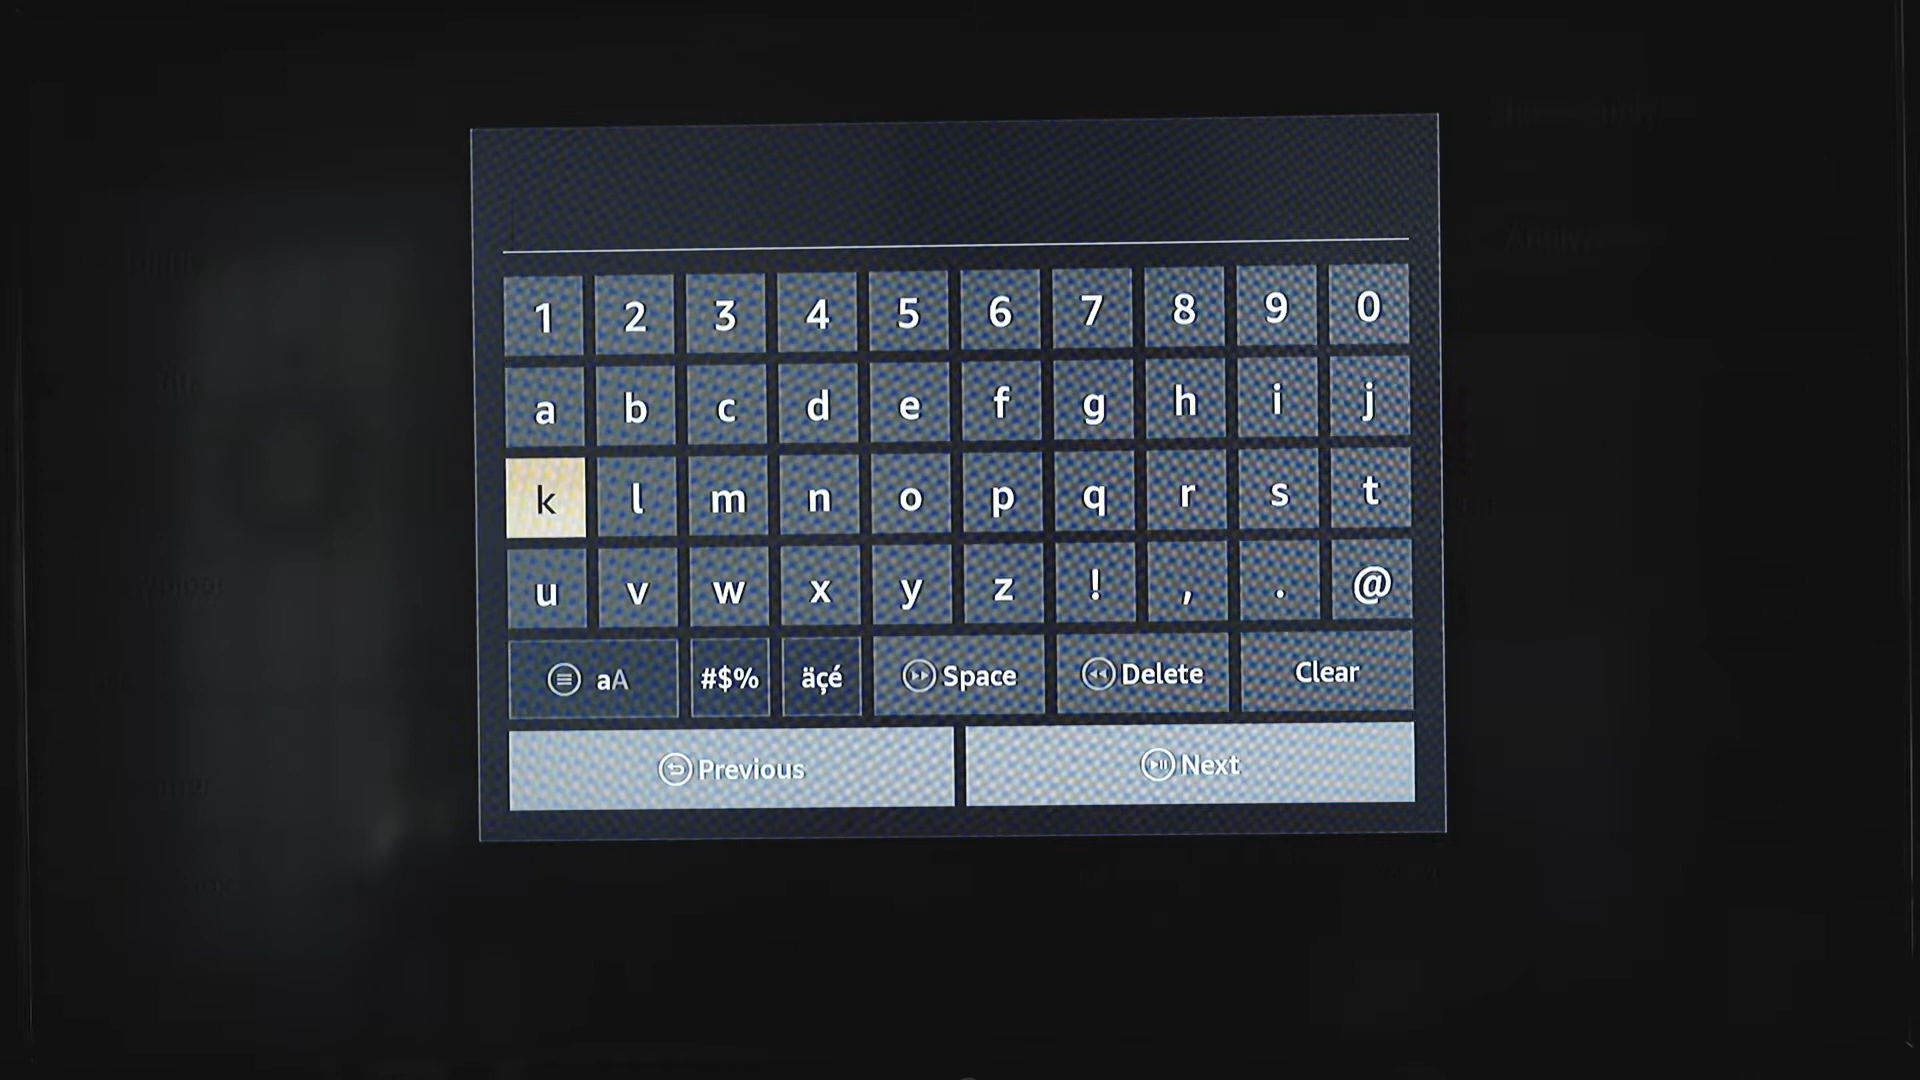 1 2 3 4 5 6 7 8 9 0
a b c d e f g h i j
k l m n o p q r s t
u v w x y z ! , . @
aA #$% äçé Space Delete Clear
Previous Next